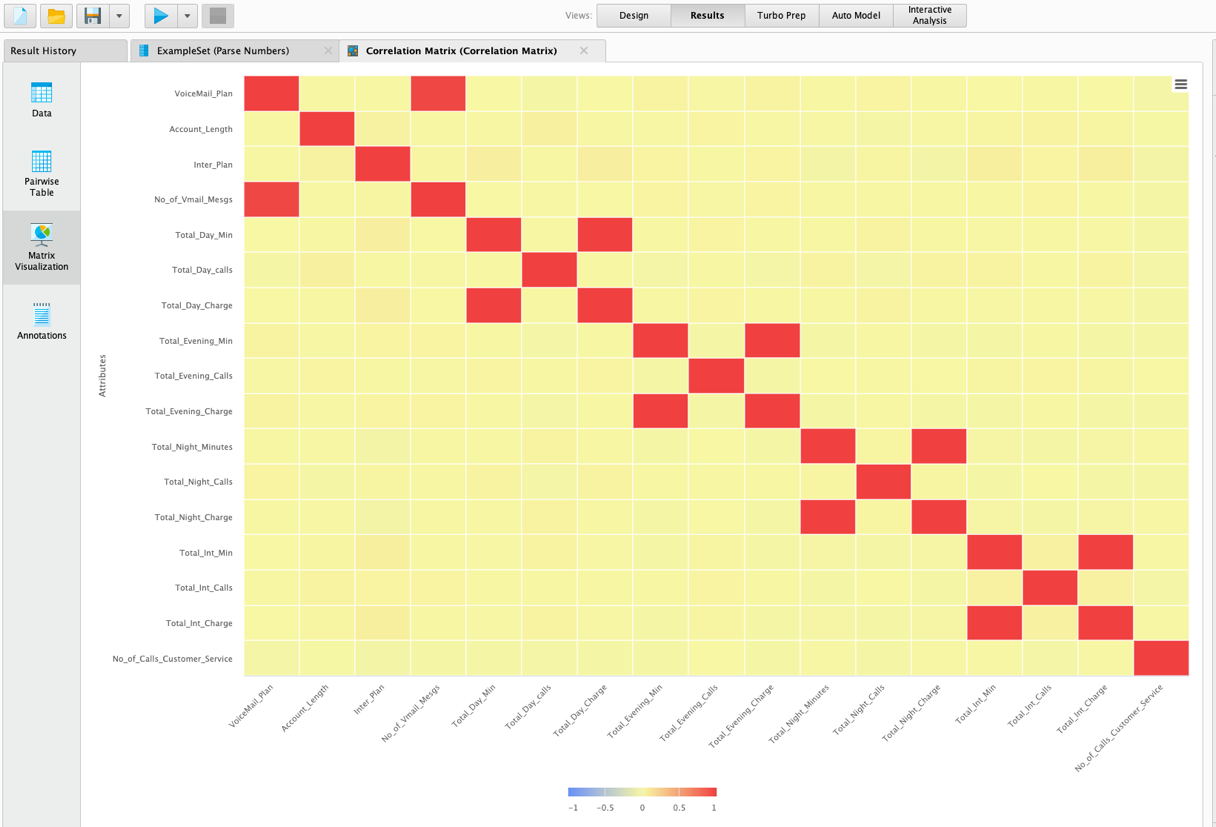 Views:
Design
Results
Turbo Prep
Auto Model
Interactive
Analysis
Result History
ExampleSet (Parse Numbers)
Correlation Matrix (Correlation Matrix)
Data
Pairwise
Table
Matrix
Visualization
Annotations
Attributes
VoiceMail_Plan
Account_Length
Inter_Plan
No_of_Vmail_Mesgs
Total_Day_Min
Total_Day_calls
Total_Day_Charge
Total_Evening_Min
Total_Evening_Calls
Total_Evening_Charge
Total_Night_Minutes
Total_Night_Calls
Total_Night_Charge
Total_Int_Min
Total_Int_Calls
Total_Int_Charge
No_of_Calls_Customer_Service
VoiceMail_Plan
Account_Length
Inter_Plan
No_of_Vmail_Mesgs
Total_Day_Min
Total_Day_calls
Total_Day_Charge
Total_Evening_Min
Total_Evening_Calls
Total_Evening_Charge
Total_Night_Minutes
Total_Night_Calls
Total_Night_Charge
Total_Int_Min
Total_Int_Calls
Total_Int_Charge
No_of_Calls_Customer_Service
-1 -0.5 0 0.5 1